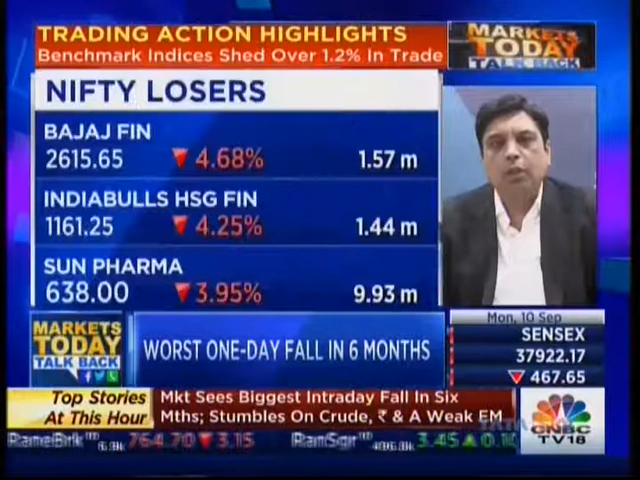 TRADING ACTION HIGHLIGHTS
Benchmark Indices Shed Over 1.2% In Trade
MARKETS
TODAY
TALK BACK
NIFTY LOSERS
BAJAJ FIN
2615.65 ▼ 4.68% 1.57 m
INDIABULLS HSG FIN
1161.25 ▼ 4.25% 1.44 m
SUN PHARMA
638.00 ▼ 3.95% 9.93 m
MARKETS
TODAY
TALK BACK
WORST ONE-DAY FALL IN 6 MONTHS
Mon, 10 Sep
SENSEX
37922.17
▼ 467.65
Top Stories
At This Hour
Mkt Sees Biggest Intraday Fall In Six
Mths; Stumbles On Crude, ₹ & A Weak EM
CNBC
TV18
764.70 ▼ 3.15 3.45 ▲